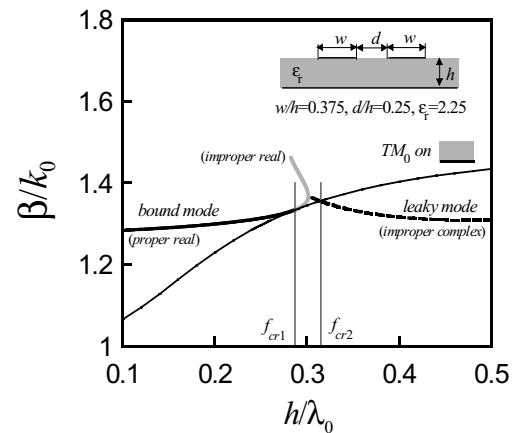 1.8
1.6
1.4
1.2
1
β/k₀
w d w
εᵣ
h
w/h=0.375, d/h=0.25, εᵣ=2.25
(improper real)
TM₀ on
bound mode
(proper real)
leaky mode
(improper complex)
f cr1
f cr2
0.1 0.2 0.3 0.4 0.5
h/λ₀